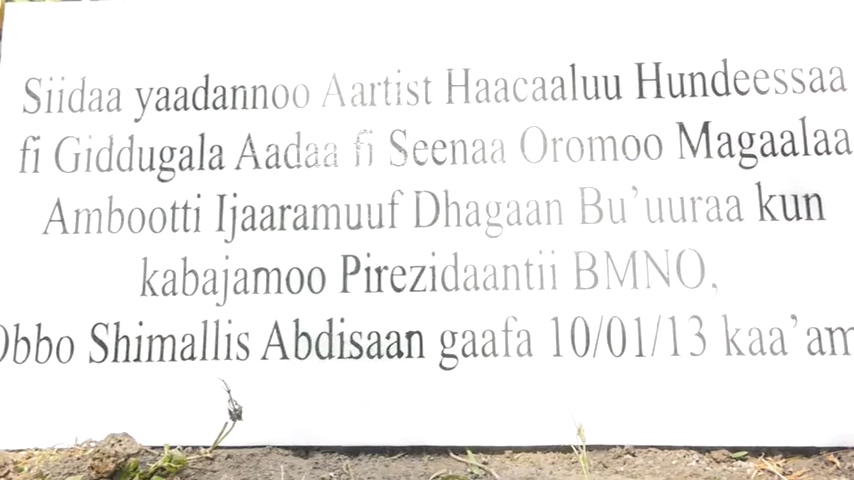 Siidaa yaadannoo Aartist Haacaaluu Hundeessaa
fi Giddugala Aadaa fi Seenaa Oromoo Magaalaa
Ambootti Ijaaramuuf Dhagaan Bu'uuraa kun
kabajamoo Pirezidaantii BMNO,
Obbo Shimallis Abdisaan gaafa 10/01/13 kaa'am